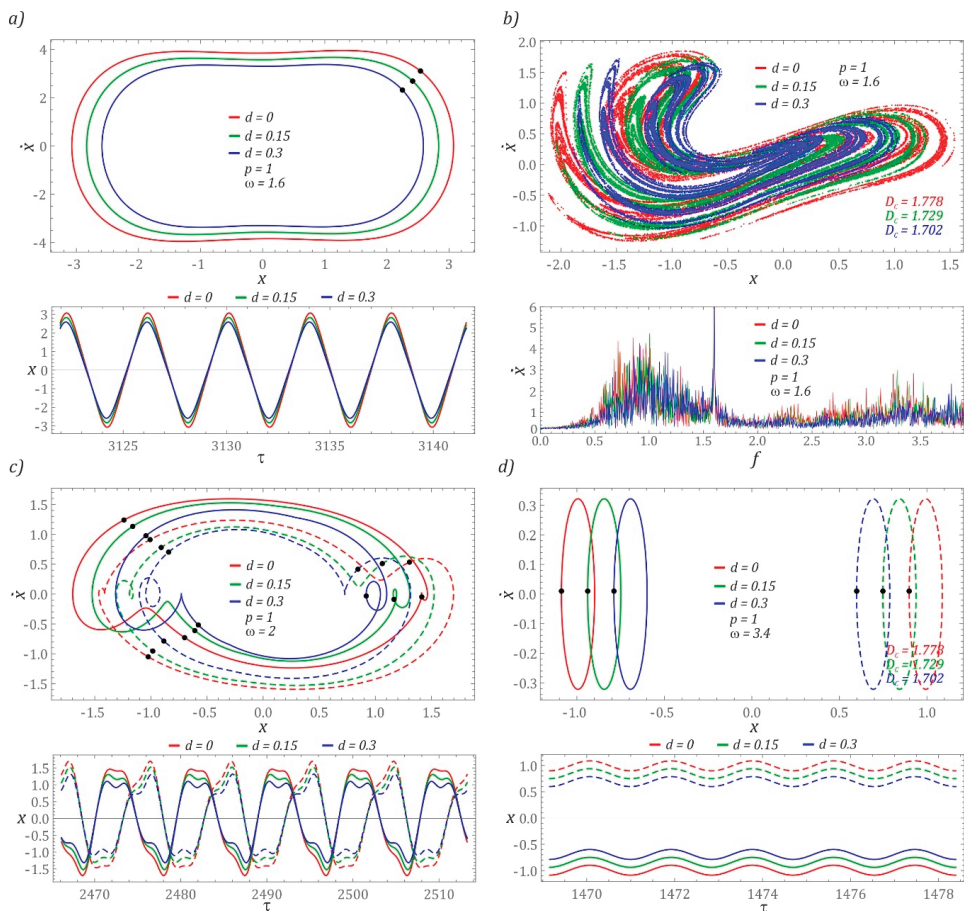 a)
4
2
0
-2
-4
ẋ
-3 -2 -1 0 1 2 3
x
d = 0
d = 0.15
d = 0.3
p = 1
ω = 1.6
d = 0 d = 0.15 d = 0.3
3
2
1
0
-1
-2
-3
x
3125 3130 3135 3140
τ
b)
2.0
1.5
1.0
0.5
0.0
-0.5
-1.0
ẋ
-2.0 -1.5 -1.0 -0.5 0.0 0.5 1.0 1.5
x
d = 0
d = 0.15
d = 0.3
p = 1
ω = 1.6
D_c = 1.778
D_c = 1.729
D_c = 1.702
6
5
4
3
2
1
0
ẋ
0.0 0.5 1.0 1.5 2.0 2.5 3.0 3.5
f
d = 0
d = 0.15
d = 0.3
p = 1
ω = 1.6
c)
1.5
1.0
0.5
0.0
-0.5
-1.0
-1.5
ẋ
-1.5 -1.0 -0.5 0.0 0.5 1.0 1.5
x
d = 0
d = 0.15
d = 0.3
p = 1
ω = 2
d = 0 d = 0.15 d = 0.3
1.5
1.0
0.5
0.0
-0.5
-1.0
-1.5
x
2470 2480 2490 2500 2510
τ
d)
0.3
0.2
0.1
0.0
-0.1
-0.2
-0.3
ẋ
-1.0 -0.5 0.0 0.5 1.0
x
d = 0
d = 0.15
d = 0.3
p = 1
ω = 3.4
D_c = 1.778
D_c = 1.729
D_c = 1.702
d = 0 d = 0.15 d = 0.3
1.0
0.5
0.0
-0.5
-1.0
x
1470 1472 1474 1476 1478
τ